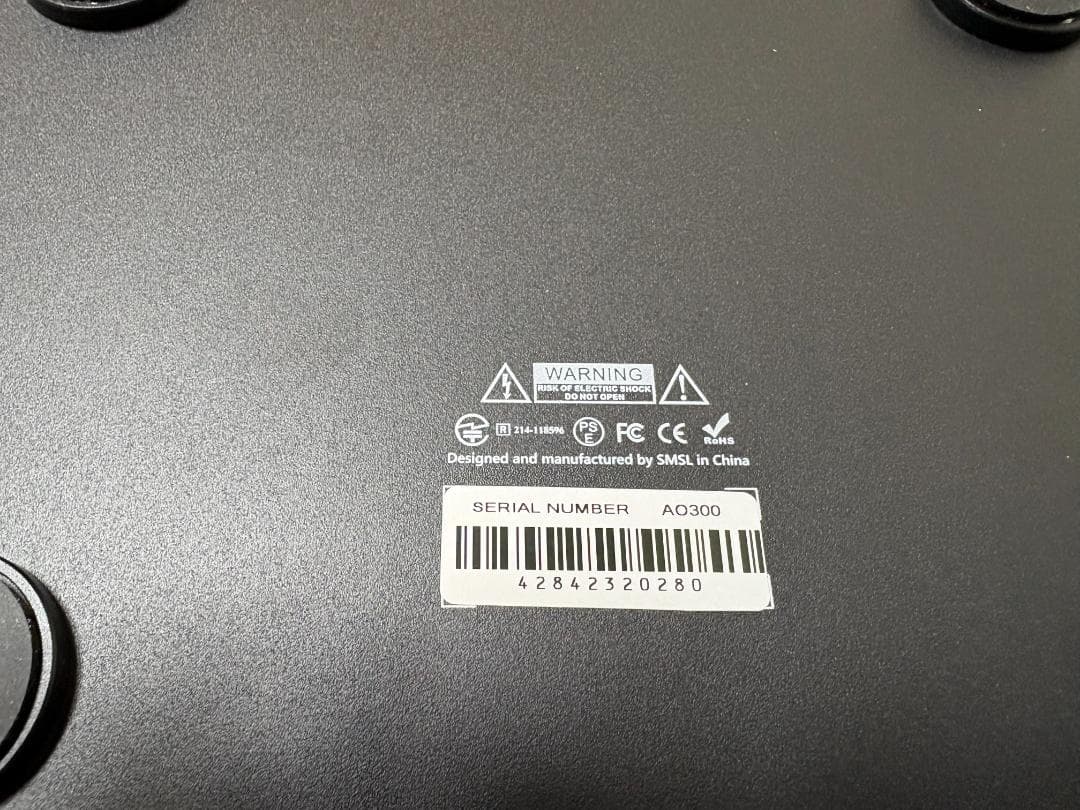 WARNING
RISK OF ELECTRIC SHOCK
DO NOT OPEN
R 214-118596 PS E FC CE RoHS
Designed and manufactured by SMSL in China
SERIAL NUMBER AO300
42842320280